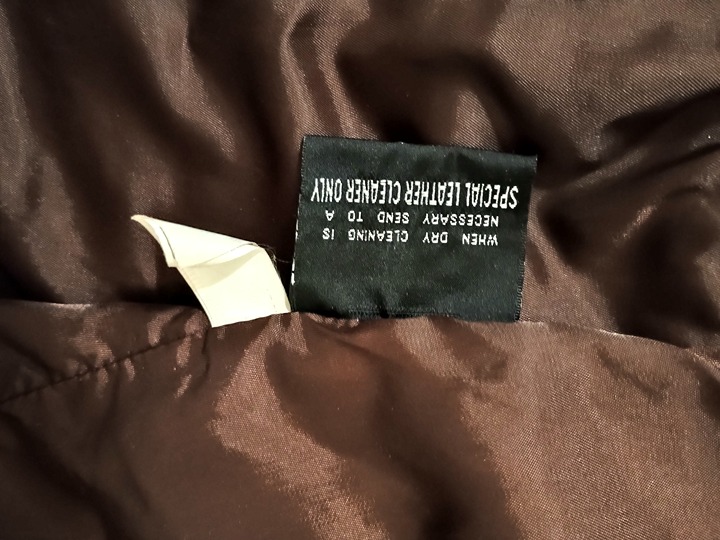 WHEN DRY CLEANING IS
NECESSARY SEND TO A
SPECIAL LEATHER CLEANER ONLY